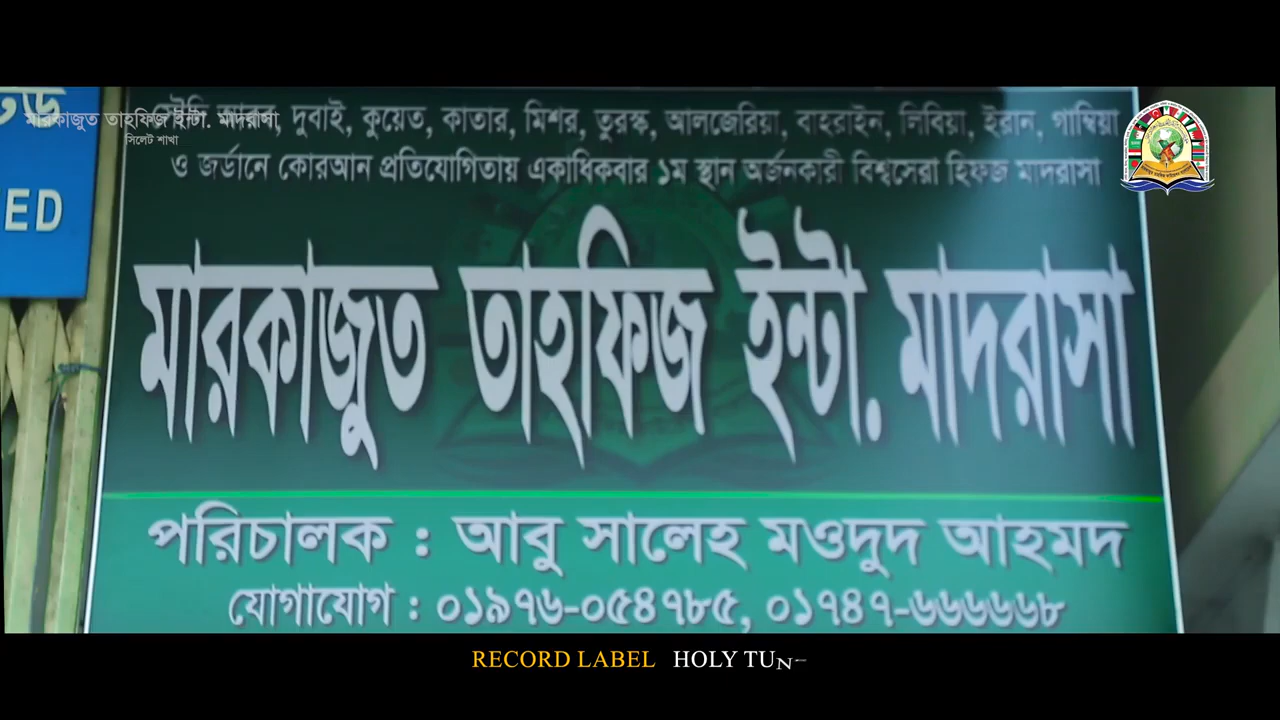 মারকাজুত তাহফিজ ইন্টা. মাদরাসা
সিলেট শাখা
ED
সৌদি আরব, দুবাই, কুয়েত, কাতার, মিশর, তুরস্ক, আলজেরিয়া, বাহরাইন, লিবিয়া, ইরান, গাম্বিয়া
ও জর্ডানে কোরআন প্রতিযোগিতায় একাধিকবার ১ম স্থান অর্জনকারী বিশ্বসেরা হিফজ মাদরাসা
মারকাজুত তাহফিজ ইন্টা. মাদরাসা
পরিচালক : আবু সালেহ মওদুদ আহমদ
যোগাযোগ : ০১৯৭৬-০৫৪৭৮৫, ০১৭৪৭-৬৬৬৬৬৮
RECORD LABEL HOLY TUN